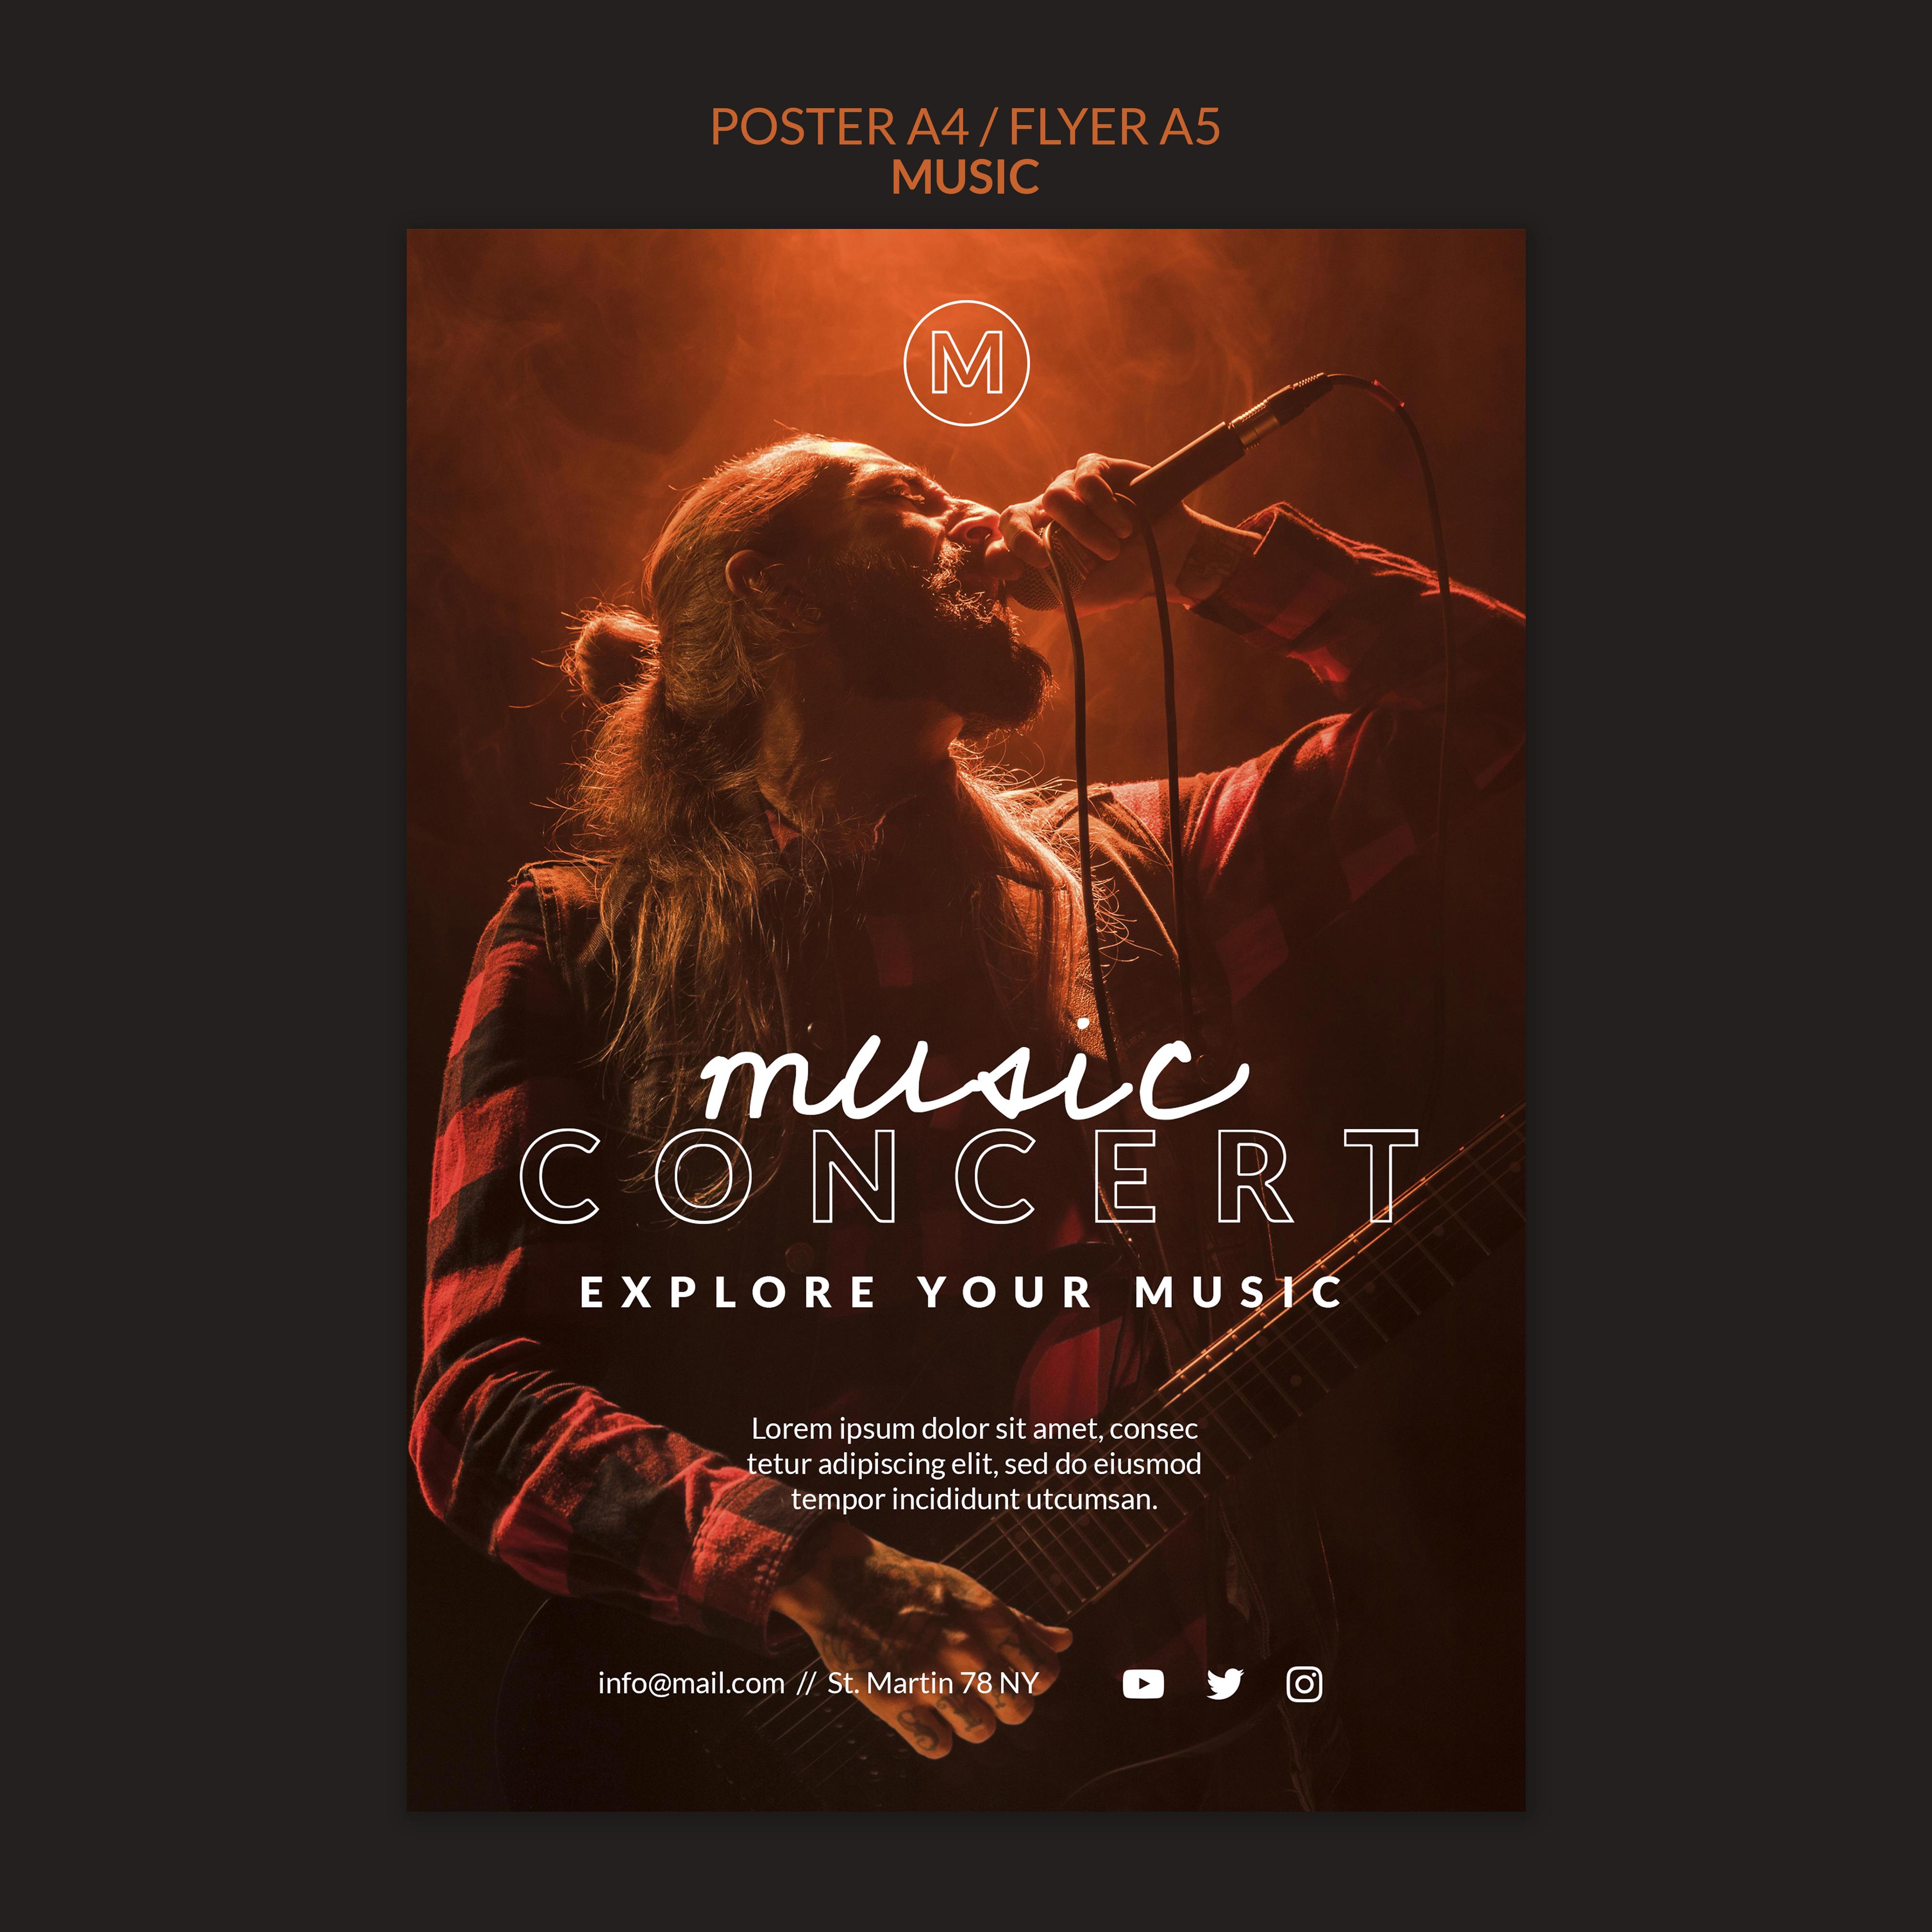 POSTER A4 / FLYER A5
MUSIC
M
music
CONCERT
EXPLORE YOUR MUSIC
Lorem ipsum dolor sit amet, consec
tetur adipiscing elit, sed do eiusmod
tempor incididunt utcumsan.
info@mail.com // St. Martin 78 NY